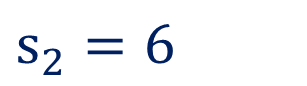 s₂ = 6